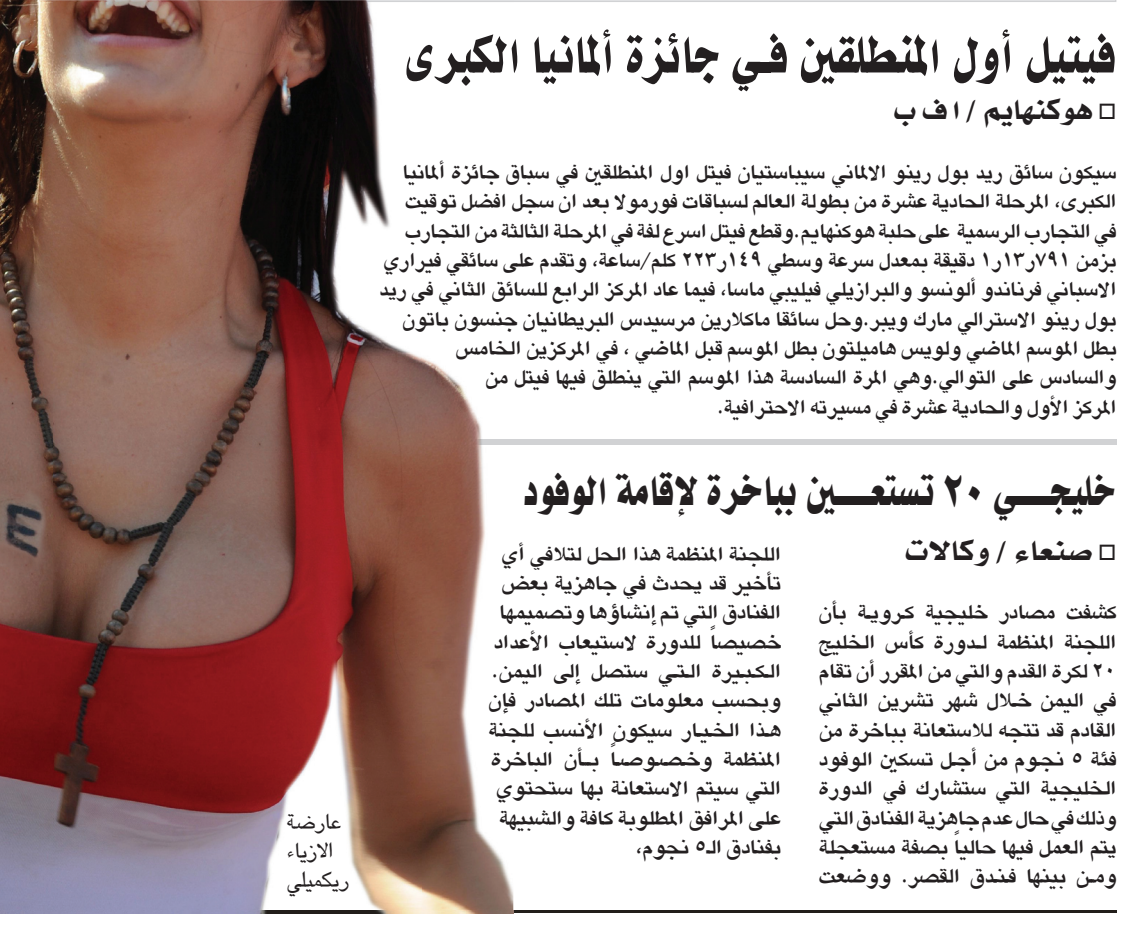 فيتيل أول المنطلقين في جائزة ألمانيا الكبرى
□ هوكنهايم / ا ف ب
سيكون سائق ريد بول رينو الالماني سيباستيان فيتل اول المنطلقين في سباق جائزة ألمانيا
الكبرى، المرحلة الحادية عشرة من بطولة العالم لسباقات فورمولا بعد ان سجل افضل توقيت
في التجارب الرسمية على حلبة هوكنهايم.وقطع فيتل اسرع لفة في المرحلة الثالثة من التجارب
بزمن ٧٩١ر١٣ر١ دقيقة بمعدل سرعة وسطي ١٤٩ر٢٢٣ كلم/ساعة، وتقدم على سائقي فيراري
الاسباني فرناندو ألونسو والبرازيلي فيليبي ماسا، فيما عاد المركز الرابع للسائق الثاني في ريد
بول رينو الاسترالي مارك ويبر.وحل سائقا ماكلارين مرسيدس البريطانيان جنسون باتون
بطل الموسم الماضي ولويس هاميلتون بطل الموسم قبل الماضي ، في المركزين الخامس
والسادس على التوالي.وهي المرة السادسة هذا الموسم التي ينطلق فيها فيتل من
المركز الأول والحادية عشرة في مسيرته الاحترافية.
خليجـــي ٢٠ تستعـــين بباخرة لإقامة الوفود
□ صنعاء / وكالات
كشفت مصادر خليجية كروية بأن
اللجنة المنظمة لدورة كأس الخليج
٢٠ لكرة القدم والتي من المقرر أن تقام
في اليمن خلال شهر تشرين الثاني
القادم قد تتجه للاستعانة بباخرة من
فئة ٥ نجوم من أجل تسكين الوفود
الخليجية التي ستشارك في الدورة
وذلك في حال عدم جاهزية الفنادق التي
يتم العمل فيها حالياً بصفة مستعجلة
ومن بينها فندق القصر. ووضعت
اللجنة المنظمة هذا الحل لتلافي أي
تأخير قد يحدث في جاهزية بعض
الفنادق التي تم إنشاؤها وتصميمها
خصيصاً للدورة لاستيعاب الأعداد
الكبيرة التي ستصل إلى اليمن.
وبحسب معلومات تلك المصادر فإن
هذا الخيار سيكون الأنسب للجنة
المنظمة وخصوصاً بأن الباخرة
التي سيتم الاستعانة بها ستحتوي
على المرافق المطلوبة كافة والشبيهة
بفنادق الـ٥ نجوم،
عارضة
الازياء
ريكميلي
E